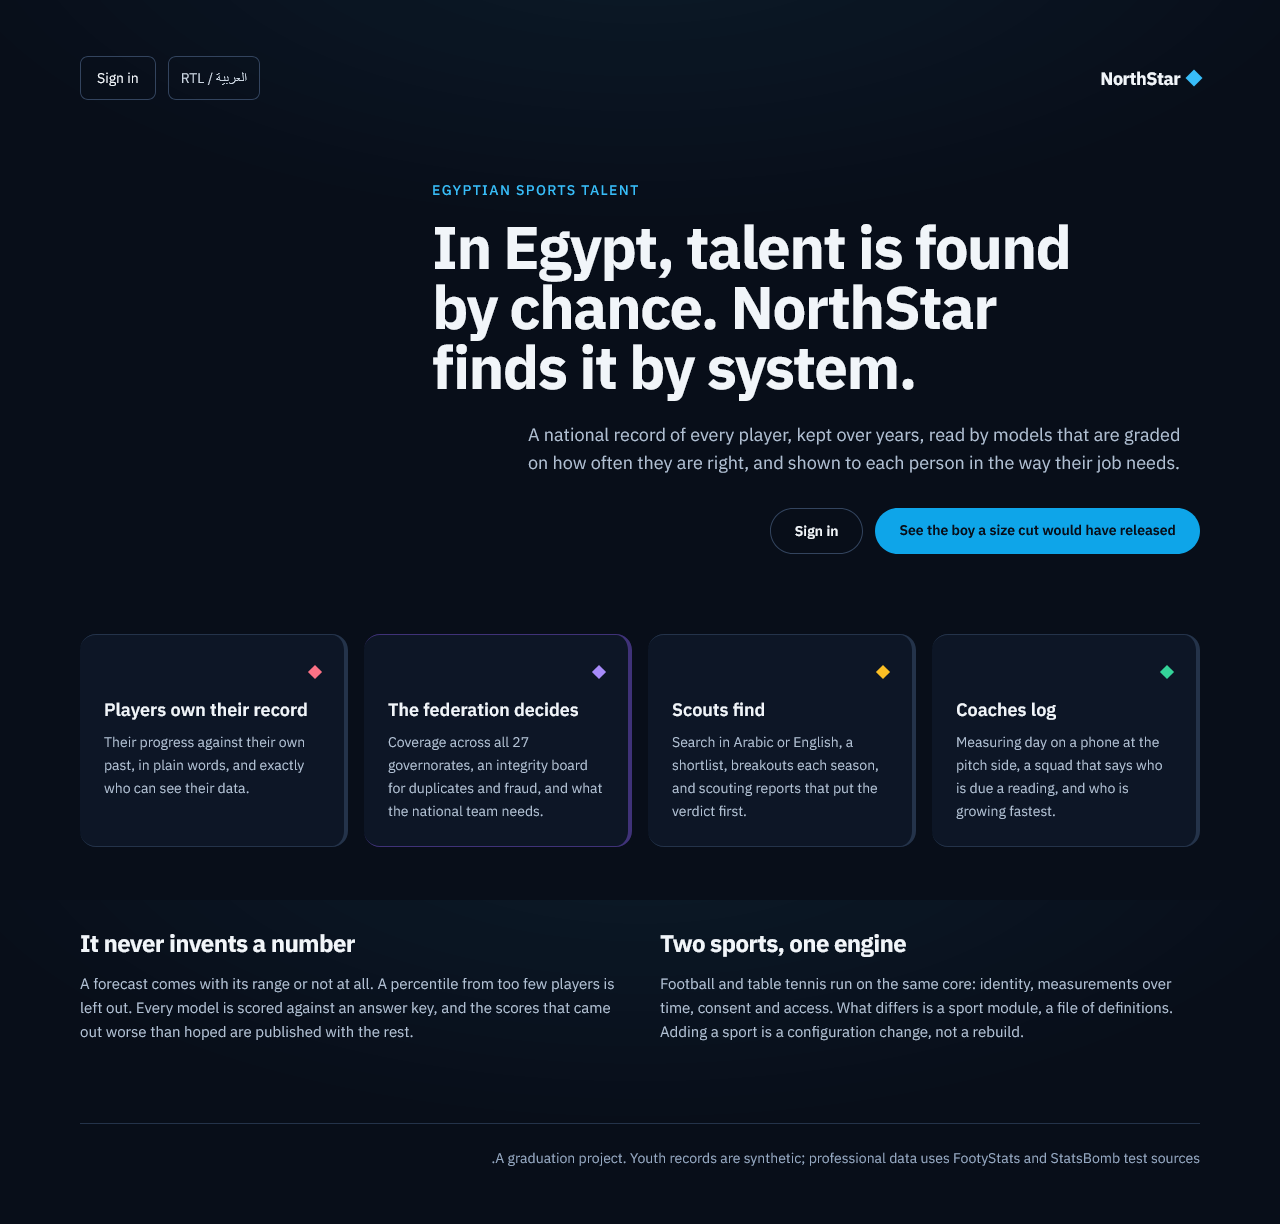 Sign in
RTL / العربية
NorthStar
EGYPTIAN SPORTS TALENT
In Egypt, talent is found
by chance. NorthStar
finds it by system.
A national record of every player, kept over years, read by models that are graded
on how often they are right, and shown to each person in the way their job needs.
Sign in
See the boy a size cut would have released
Players own their record
Their progress against their own
past, in plain words, and exactly
who can see their data.
The federation decides
Coverage across all 27
governorates, an integrity board
for duplicates and fraud, and what
the national team needs.
Scouts find
Search in Arabic or English, a
shortlist, breakouts each season,
and scouting reports that put the
verdict first.
Coaches log
Measuring day on a phone at the
pitch side, a squad that says who
is due a reading, and who is
growing fastest.
It never invents a number
A forecast comes with its range or not at all. A percentile from too few players is
left out. Every model is scored against an answer key, and the scores that came
out worse than hoped are published with the rest.
Two sports, one engine
Football and table tennis run on the same core: identity, measurements over
time, consent and access. What differs is a sport module, a file of definitions.
Adding a sport is a configuration change, not a rebuild.
.A graduation project. Youth records are synthetic; professional data uses FootyStats and StatsBomb test sources